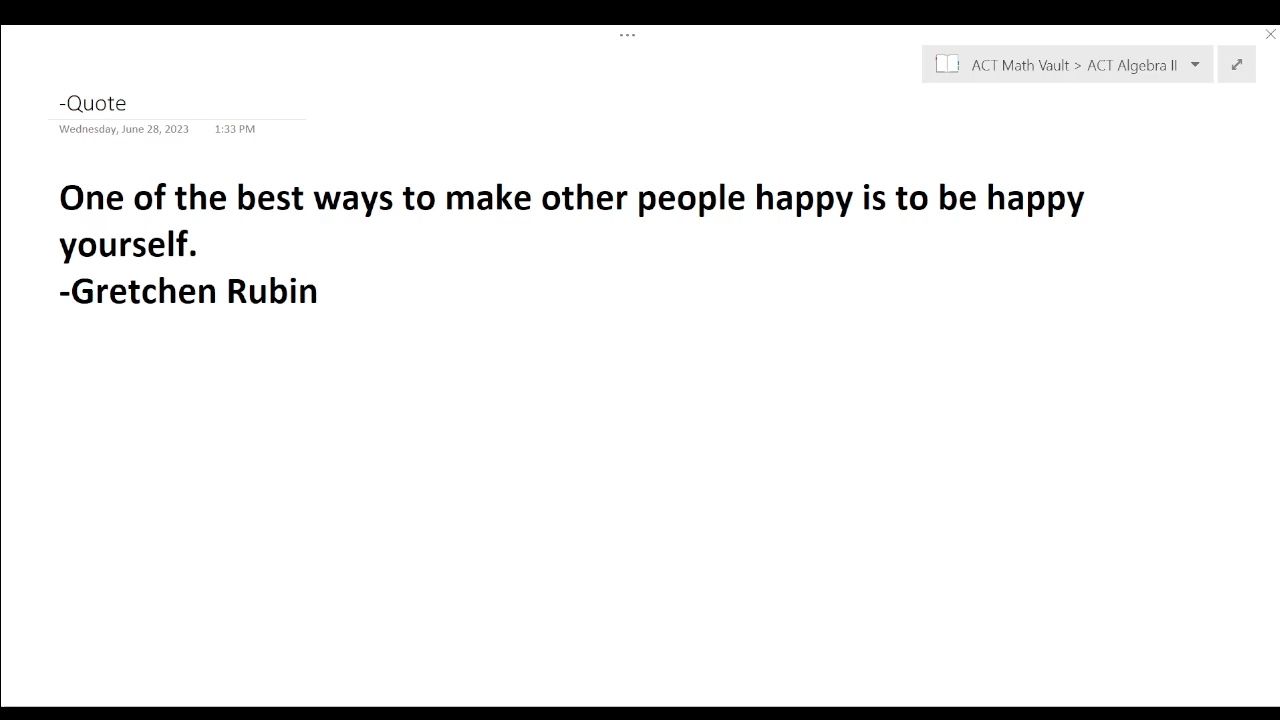 ...
ACT Math Vault > ACT Algebra II
-Quote
Wednesday, June 28, 2023 1:33 PM
One of the best ways to make other people happy is to be happy
yourself.
-Gretchen Rubin